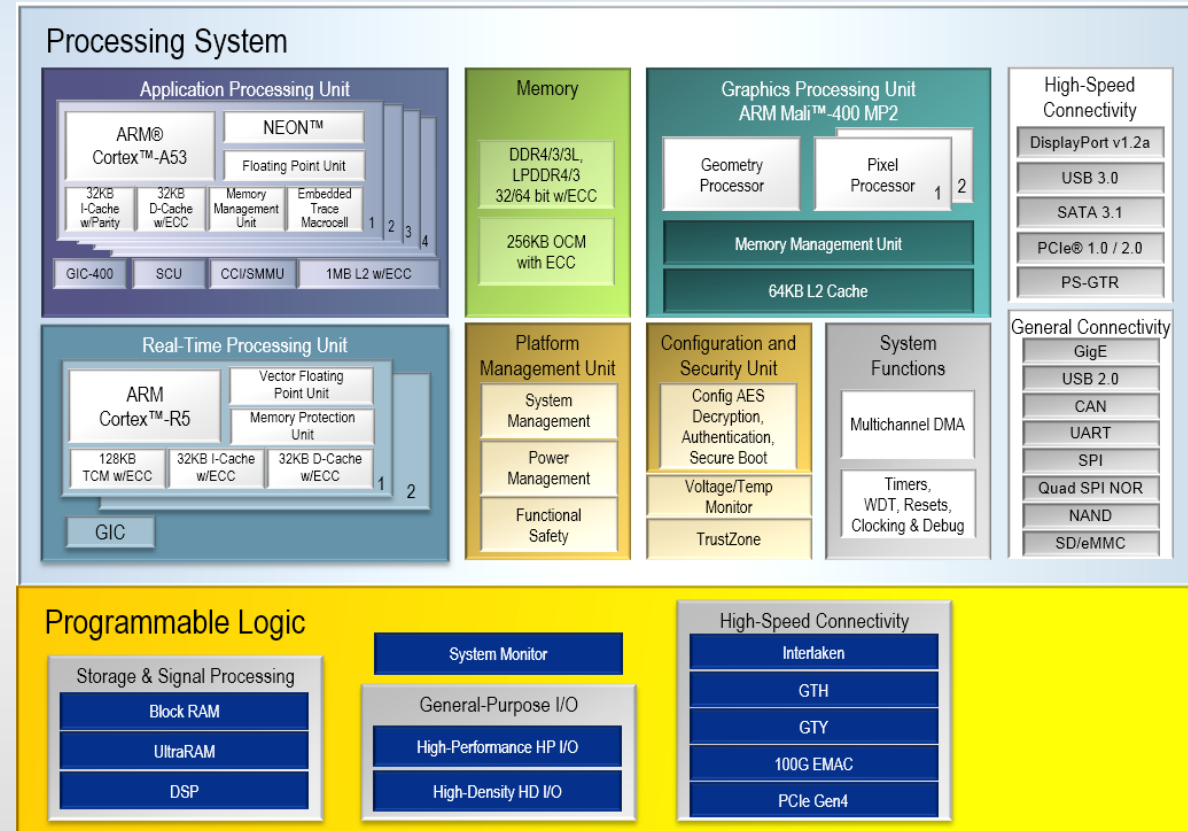 Processing System
Application Processing Unit
ARM®
Cortex™-A53
NEON™
Floating Point Unit
32KB
I-Cache
w/Parity
32KB
D-Cache
w/ECC
Memory
Management
Unit
Embedded
Trace
Macrocell
1
2
3
4
GIC-400
SCU
CCI/SMMU
1MB L2 w/ECC
Memory
DDR4/3/3L,
LPDDR4/3
32/64 bit w/ECC
256KB OCM
with ECC
Graphics Processing Unit
ARM Mali™-400 MP2
Geometry
Processor
Pixel
Processor
1
2
Memory Management Unit
64KB L2 Cache
High-Speed
Connectivity
DisplayPort v1.2a
USB 3.0
SATA 3.1
PCIe® 1.0 / 2.0
PS-GTR
Real-Time Processing Unit
ARM
Cortex™-R5
Vector Floating
Point Unit
Memory Protection
Unit
128KB
TCM w/ECC
32KB I-Cache
w/ECC
32KB D-Cache
w/ECC
1
2
GIC
Platform
Management Unit
System
Management
Power
Management
Functional
Safety
Configuration and
Security Unit
Config AES
Decryption,
Authentication,
Secure Boot
Voltage/Temp
Monitor
TrustZone
System
Functions
Multichannel DMA
Timers,
WDT, Resets,
Clocking & Debug
General Connectivity
GigE
USB 2.0
CAN
UART
SPI
Quad SPI NOR
NAND
SD/eMMC
Programmable Logic
Storage & Signal Processing
Block RAM
UltraRAM
DSP
System Monitor
General-Purpose I/O
High-Performance HP I/O
High-Density HD I/O
High-Speed Connectivity
Interlaken
GTH
GTY
100G EMAC
PCIe Gen4